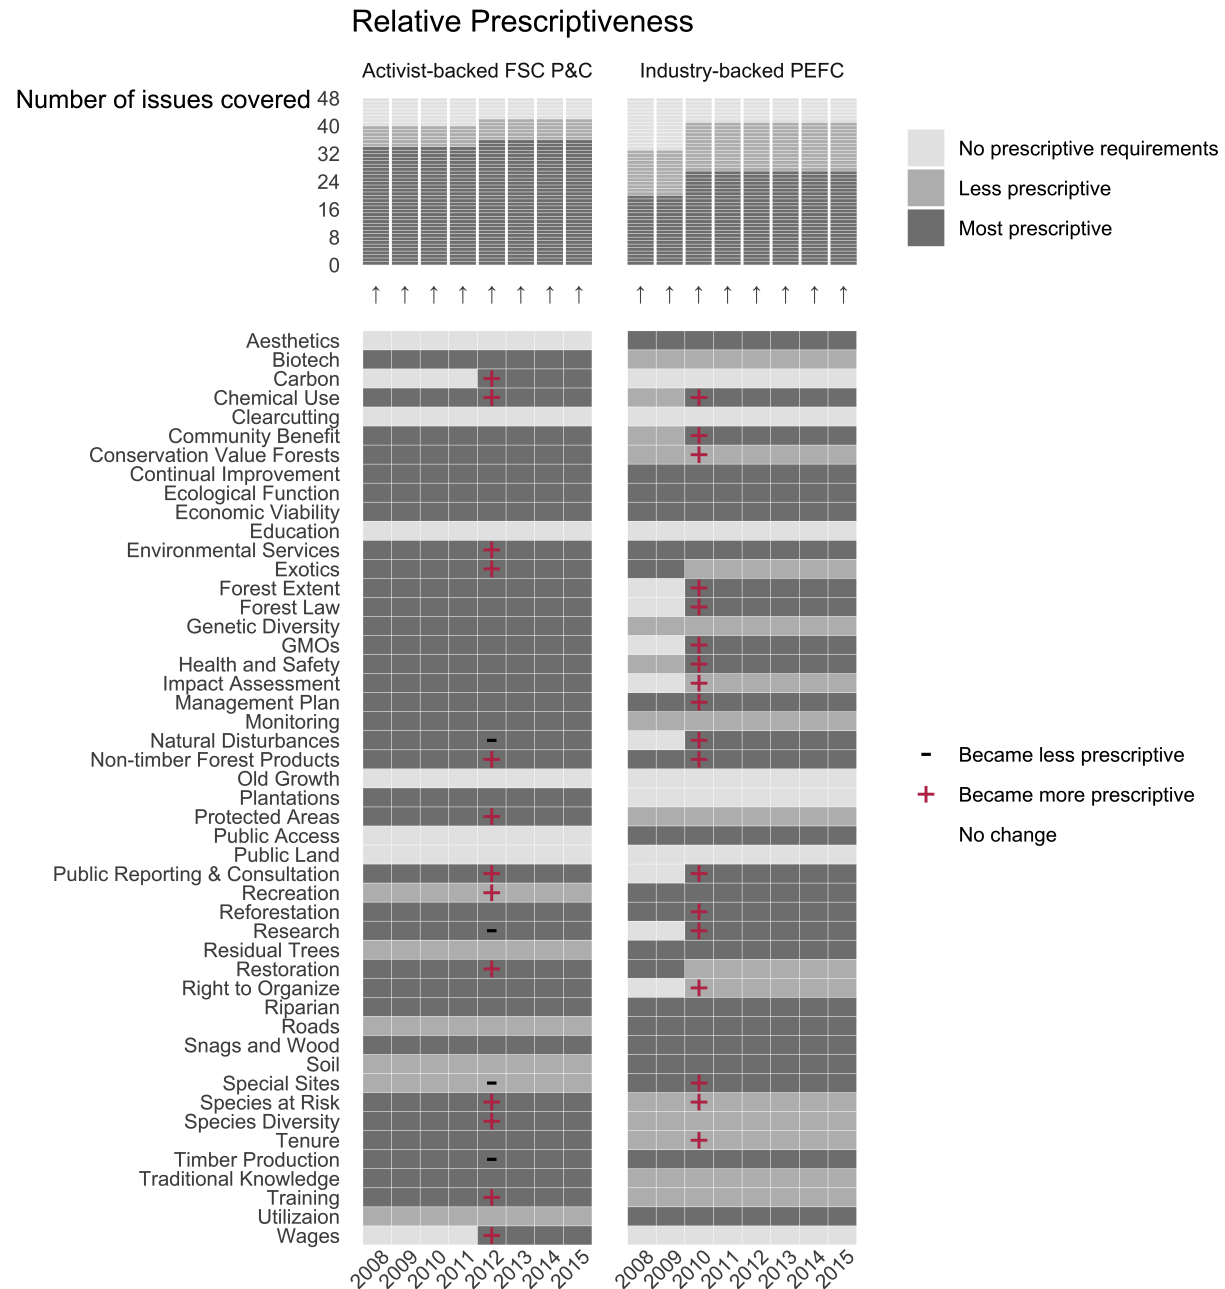 Relative Prescriptiveness
Activist-backed FSC P&C
Industry-backed PEFC
Number of issues covered
48
40
32
24
16
8
0
No prescriptive requirements
Less prescriptive
Most prescriptive
↑ ↑ ↑ ↑ ↑ ↑ ↑ ↑ ↑ ↑ ↑ ↑ ↑ ↑ ↑ ↑
Aesthetics
Biotech
Carbon
Chemical Use
Clearcutting
Community Benefit
Conservation Value Forests
Continual Improvement
Ecological Function
Economic Viability
Education
Environmental Services
Exotics
Forest Extent
Forest Law
Genetic Diversity
GMOs
Health and Safety
Impact Assessment
Management Plan
Monitoring
Natural Disturbances
Non-timber Forest Products
Old Growth
Plantations
Protected Areas
Public Access
Public Land
Public Reporting & Consultation
Recreation
Reforestation
Research
Residual Trees
Restoration
Right to Organize
Riparian
Roads
Snags and Wood
Soil
Special Sites
Species at Risk
Species Diversity
Tenure
Timber Production
Traditional Knowledge
Training
Utilizaion
Wages
- Became less prescriptive
+ Became more prescriptive
No change
2008 2009 2010 2011 2012 2013 2014 2015
2008 2009 2010 2011 2012 2013 2014 2015